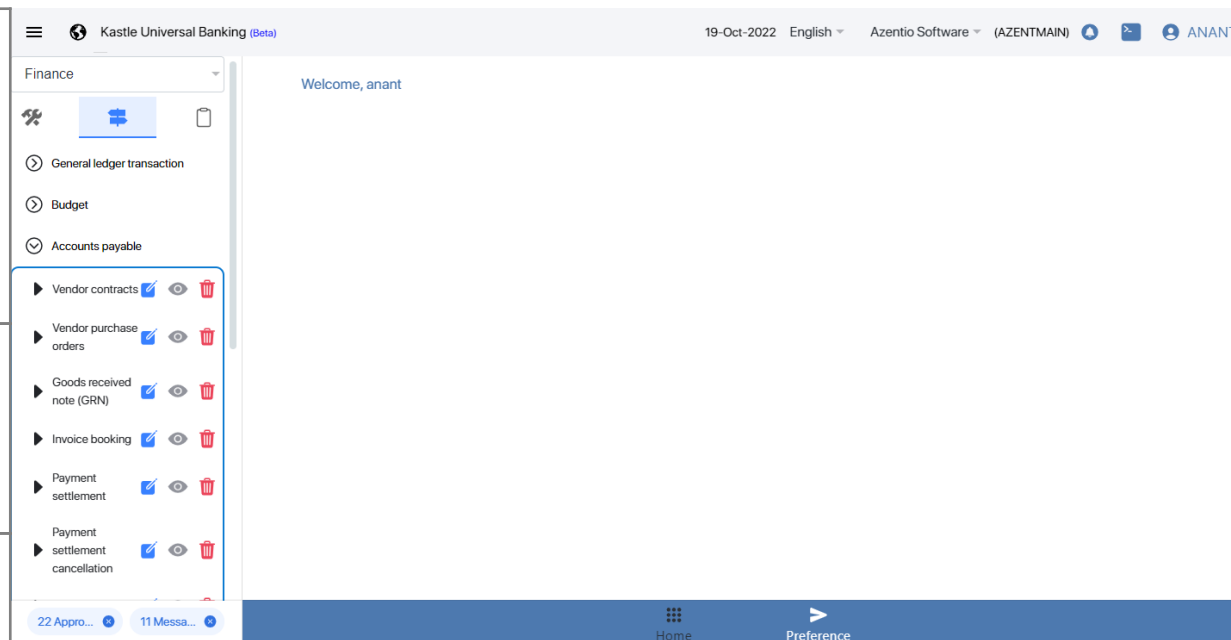 Kastle Universal Banking (Beta)
19-Oct-2022 English Azentio Software (AZENTMAIN) ANANT
Finance
Welcome, anant
General ledger transaction
Budget
Accounts payable
Vendor contracts
Vendor purchase
orders
Goods received
note (GRN)
Invoice booking
Payment
settlement
Payment
settlement
cancellation
22 Appro...
11 Messa...
Home
Preference